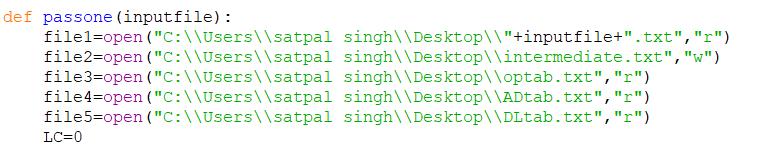 def passone(inputfile):
    file1=open("C:\\Users\\satpal singh\\Desktop\\"+inputfile+".txt","r")
    file2=open("C:\\Users\\satpal singh\\Desktop\\intermediate.txt","w")
    file3=open("C:\\Users\\satpal singh\\Desktop\\optab.txt","r")
    file4=open("C:\\Users\\satpal singh\\Desktop\\ADtab.txt","r")
    file5=open("C:\\Users\\satpal singh\\Desktop\\DLtab.txt","r")
    LC=0